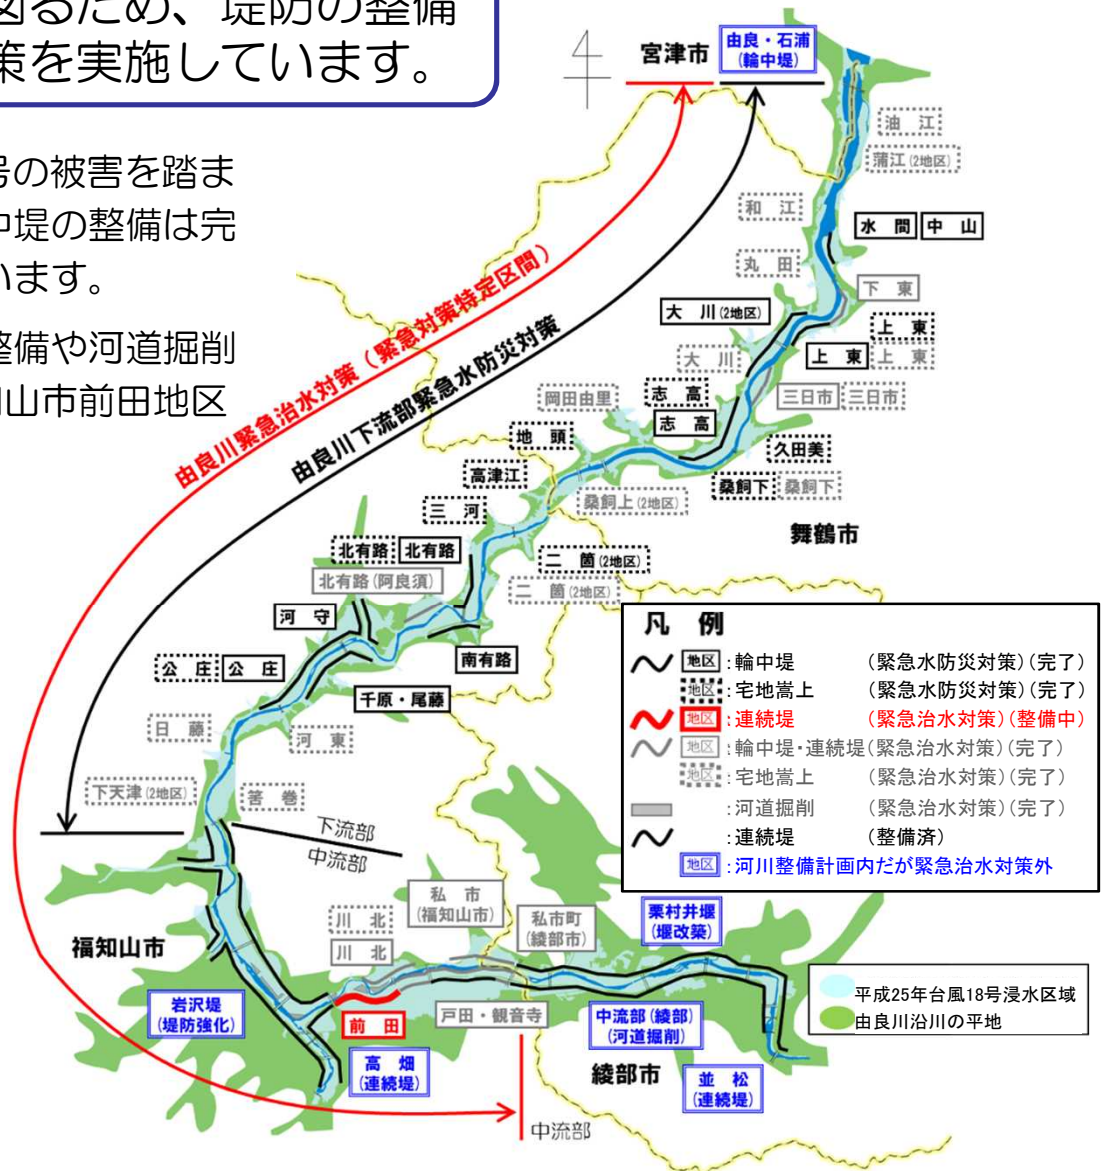 図るため、堤防の整備
策を実施しています。
号の被害を踏ま
中堤の整備は完
います。
整備や河道掘削
山市前田地区
宮津市
由良・石浦
(輪中堤)
油 江
蒲江(2地区)
和 江
水 間
中 山
丸 田
下 東
大 川(2地区)
上 東
上 東
上 東
大 川
三日市
三日市
志 高
志 高
岡田由里
地 頭
久田美
高津江
桑飼下
桑飼下
桑飼上(2地区)
三 河
舞鶴市
北有路
北有路
二 箇(2地区)
北有路(阿良須)
二 箇(2地区)
由良川緊急治水対策(緊急対策特定区間)
由良川下流部緊急水防災対策
河 守
南有路
公 庄
公 庄
千原・尾藤
日 藤
河 東
下天津(2地区)
筈 巻
下流部
中流部
凡 例
地区:輪中堤 (緊急水防災対策)(完了)
地区:宅地嵩上 (緊急水防災対策)(完了)
地区:連続堤 (緊急治水対策)(整備中)
地区:輪中堤・連続堤(緊急治水対策)(完了)
地区:宅地嵩上 (緊急治水対策)(完了)
:河道掘削 (緊急治水対策)(完了)
:連続堤 (整備済)
地区:河川整備計画内だが緊急治水対策外
私 市
(福知山市)
川 北
川 北
私市町
(綾部市)
栗村井堰
(堰改築)
福知山市
岩沢堤
(堤防強化)
前 田
戸田・観音寺
中流部(綾部)
(河道掘削)
高 畑
(連続堤)
綾部市
並 松
(連続堤)
中流部
平成25年台風18号浸水区域
由良川沿川の平地